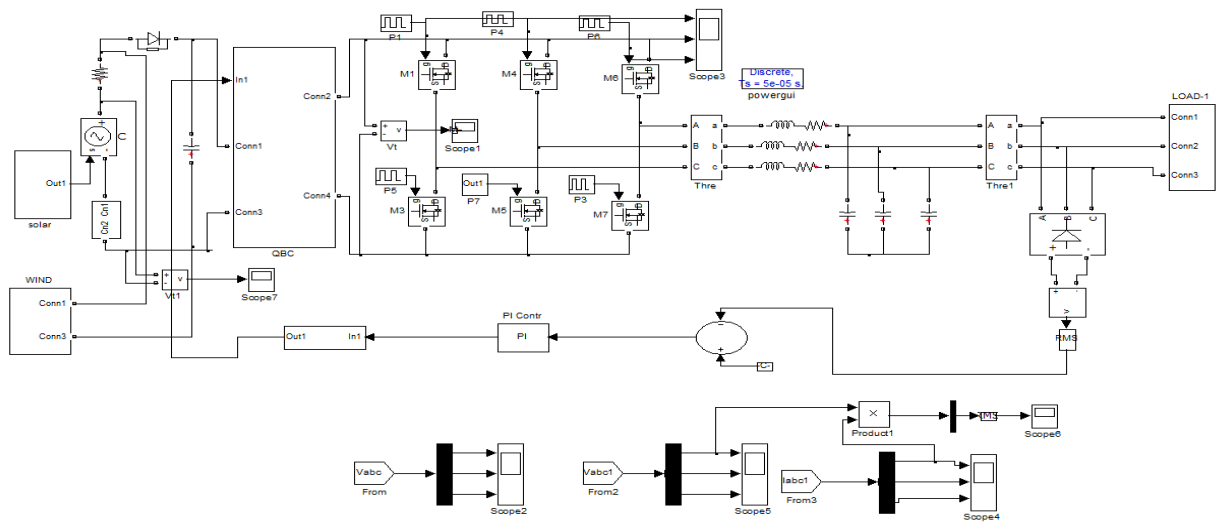 P1
P4
P6
Scope3
M1
M4
M6
g
g
g
S
S
S
Discrete,
Ts = 5e-05 s.
powergui
LOAD-1
Conn1
Conn2
Conn3
In1
Conn2
Conn1
Conn4
Conn3
QBC
+
-
v
Vt
Scope1
A
B
C
a
b
c
Thre
A
B
C
a
b
c
Thre1
P5
Out1
P7
P3
M3
M5
M7
g
g
g
S
S
S
+
s
-
Out1
solar
Cn2 Cn1
+
-
v
Vt1
Scope7
WIND
Conn1
Conn3
A
B
C
+
-
+
-
v
RMS
Out1
In1
PI Contr
PI
−
+
-C-
Vabc
From
Scope2
Vabc1
From2
Scope5
×
Product1
Scope6
Iabc1
From3
Scope4